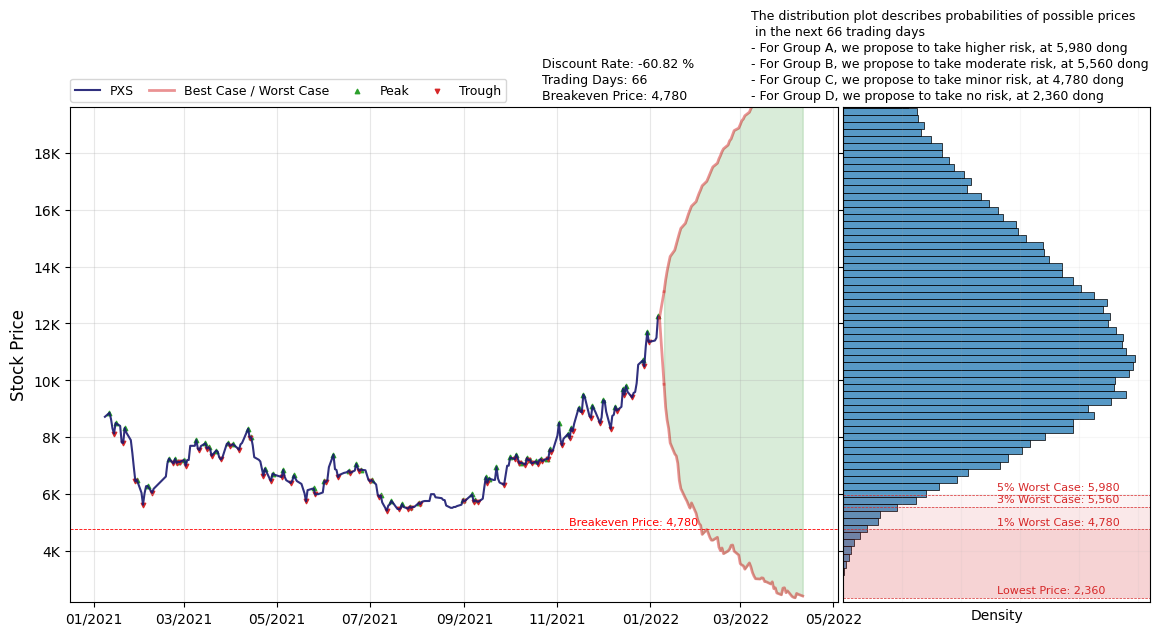 The distribution plot describes probabilities of possible prices
in the next 66 trading days
- For Group A, we propose to take higher risk, at 5,980 dong
- For Group B, we propose to take moderate risk, at 5,560 dong
- For Group C, we propose to take minor risk, at 4,780 dong
- For Group D, we propose to take no risk, at 2,360 dong
Discount Rate: -60.82 %
Trading Days: 66
Breakeven Price: 4,780
PXS
Best Case / Worst Case
Peak
Trough
Stock Price
18K
16K
14K
12K
10K
8K
6K
4K
Breakeven Price: 4,780
5% Worst Case: 5,980
3% Worst Case: 5,560
1% Worst Case: 4,780
Lowest Price: 2,360
01/2021
03/2021
05/2021
07/2021
09/2021
11/2021
01/2022
03/2022
05/2022
Density